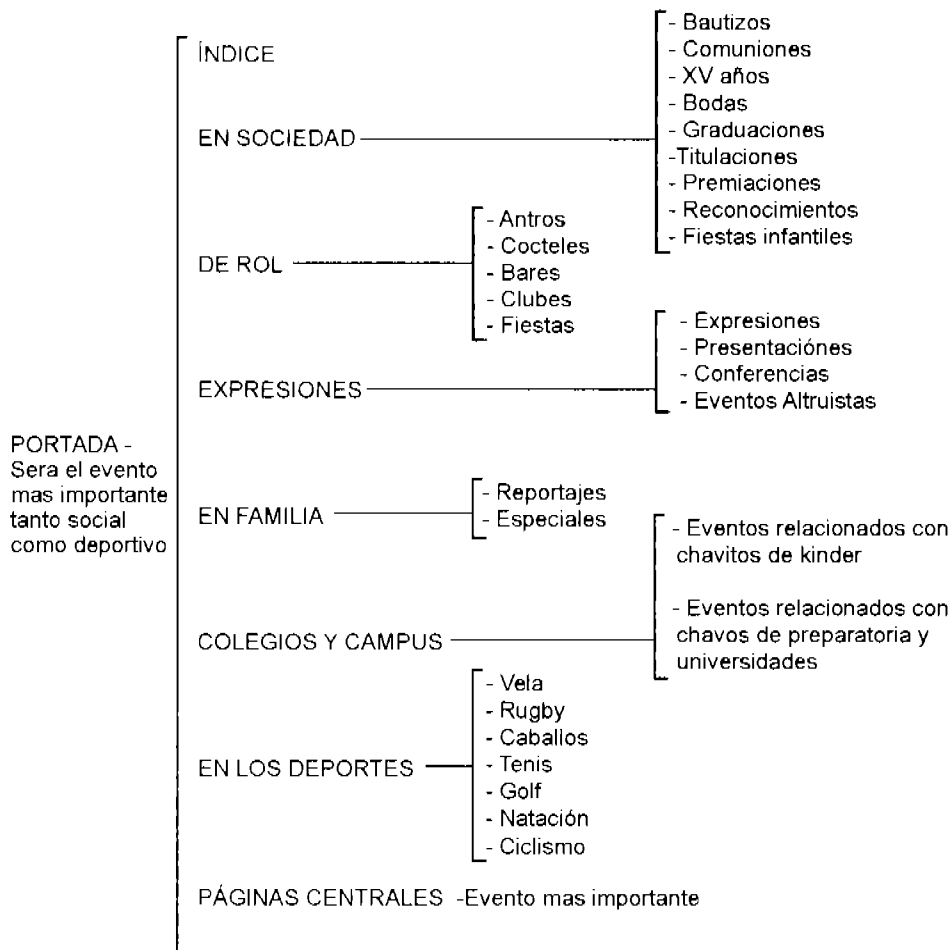 PORTADA -
Sera el evento
mas importante
tanto social
como deportivo
ÍNDICE
EN SOCIEDAD
- Bautizos
- Comuniones
- XV años
- Bodas
- Graduaciones
-Titulaciones
- Premiaciones
- Reconocimientos
- Fiestas infantiles
DE ROL
- Antros
- Cocteles
- Bares
- Clubes
- Fiestas
EXPRESIONES
- Expresiones
- Presentaciónes
- Conferencias
- Eventos Altruistas
EN FAMILIA
- Reportajes
- Especiales
COLEGIOS Y CAMPUS
- Eventos relacionados con
chavitos de kinder
- Eventos relacionados con
chavos de preparatoria y
universidades
EN LOS DEPORTES
- Vela
- Rugby
- Caballos
- Tenis
- Golf
- Natación
- Ciclismo
PÁGINAS CENTRALES -Evento mas importante